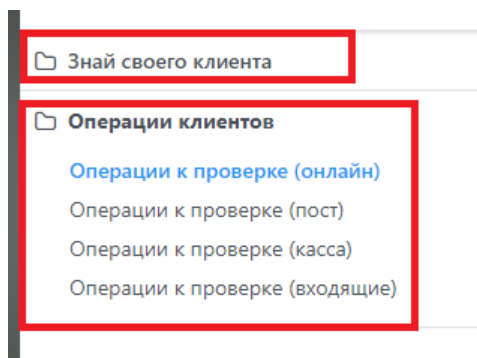 Знай своего клиента
Операции клиентов
Операции к проверке (онлайн)
Операции к проверке (пост)
Операции к проверке (касса)
Операции к проверке (входящие)